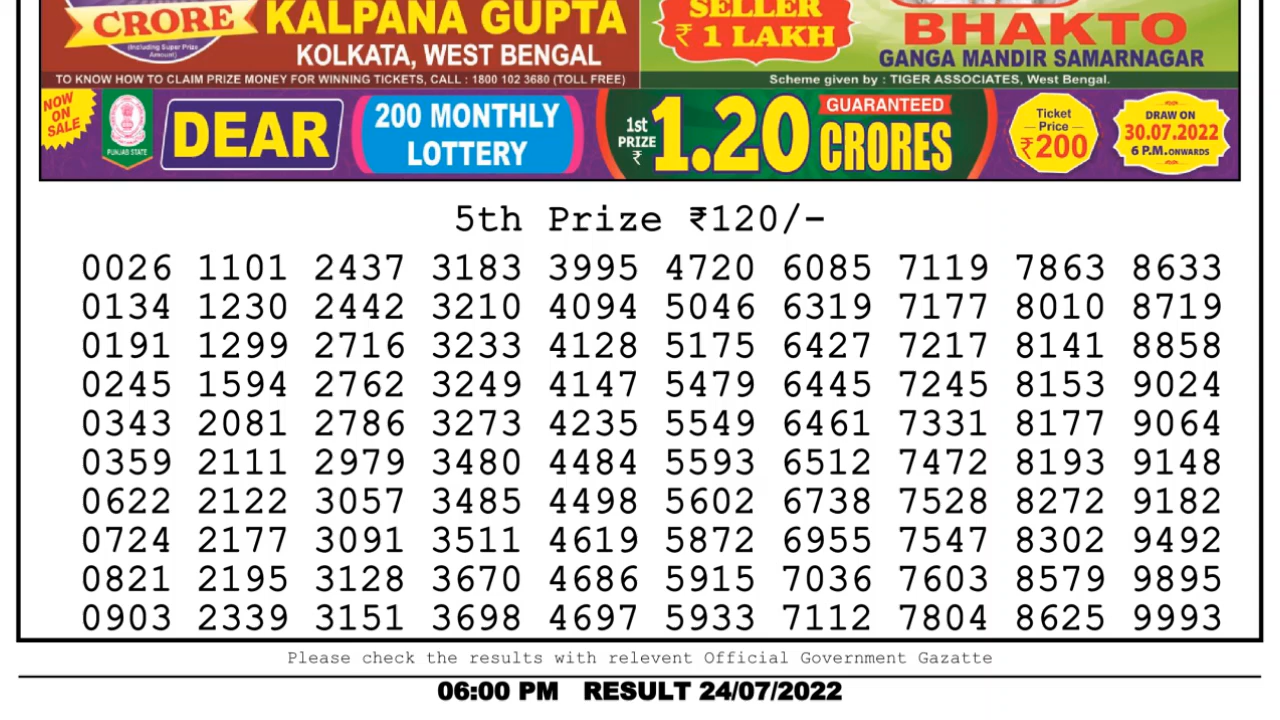 CRORE
(Including Super Prize
Amount)
KALPANA GUPTA
KOLKATA, WEST BENGAL
TO KNOW HOW TO CLAIM PRIZE MONEY FOR WINNING TICKETS, CALL : 1800 102 3680 (TOLL FREE)
SELLER
₹ 1 LAKH
BHAKTO
GANGA MANDIR SAMARNAGAR
Scheme given by : TIGER ASSOCIATES, West Bengal.
NOW
ON
SALE
PUNJAB STATE
DEAR
200 MONTHLY
LOTTERY
1st
PRIZE
₹
1.20
GUARANTEED
CRORES
Ticket
Price
₹200
DRAW ON
30.07.2022
6 P.M. ONWARDS
5th Prize ₹120/-
0026 1101 2437 3183 3995 4720 6085 7119 7863 8633
0134 1230 2442 3210 4094 5046 6319 7177 8010 8719
0191 1299 2716 3233 4128 5175 6427 7217 8141 8858
0245 1594 2762 3249 4147 5479 6445 7245 8153 9024
0343 2081 2786 3273 4235 5549 6461 7331 8177 9064
0359 2111 2979 3480 4484 5593 6512 7472 8193 9148
0622 2122 3057 3485 4498 5602 6738 7528 8272 9182
0724 2177 3091 3511 4619 5872 6955 7547 8302 9492
0821 2195 3128 3670 4686 5915 7036 7603 8579 9895
0903 2339 3151 3698 4697 5933 7112 7804 8625 9993
Please check the results with relevent Official Government Gazatte
06:00 PM RESULT 24/07/2022